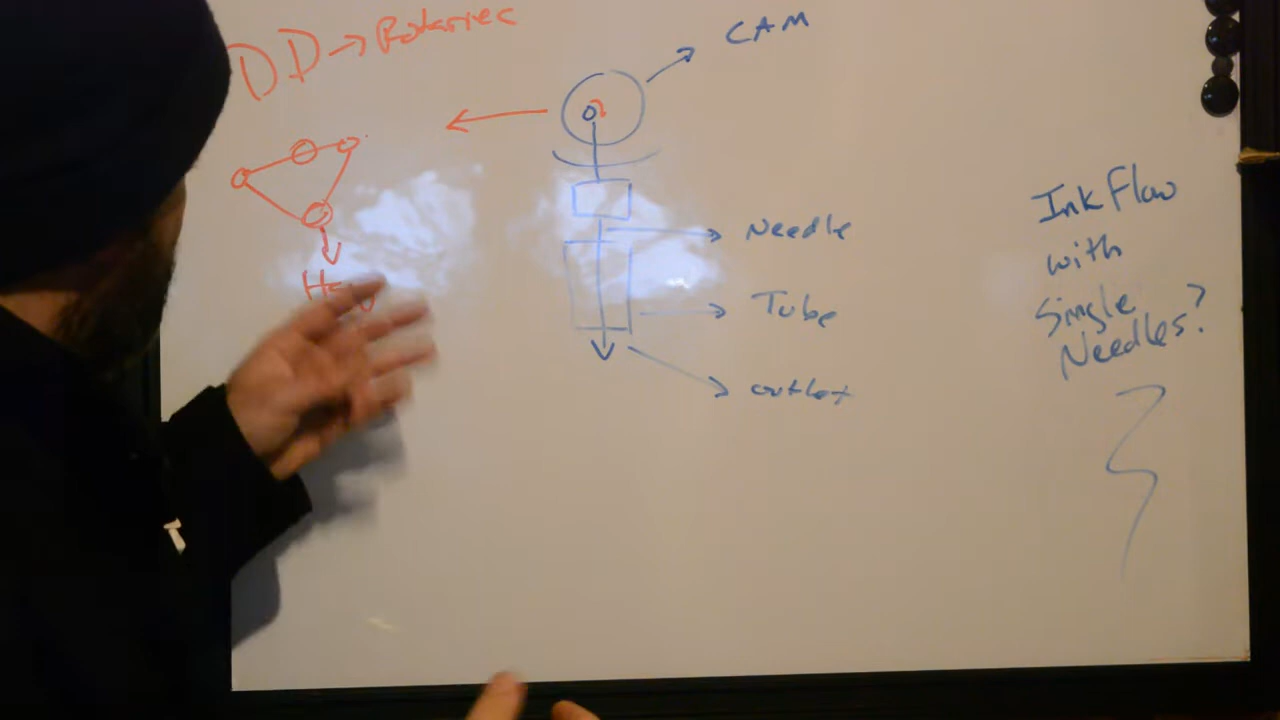 DD → Rotaries
CAM
Needle
Tube
outlet
Ink Flow
with
Single
Needles?